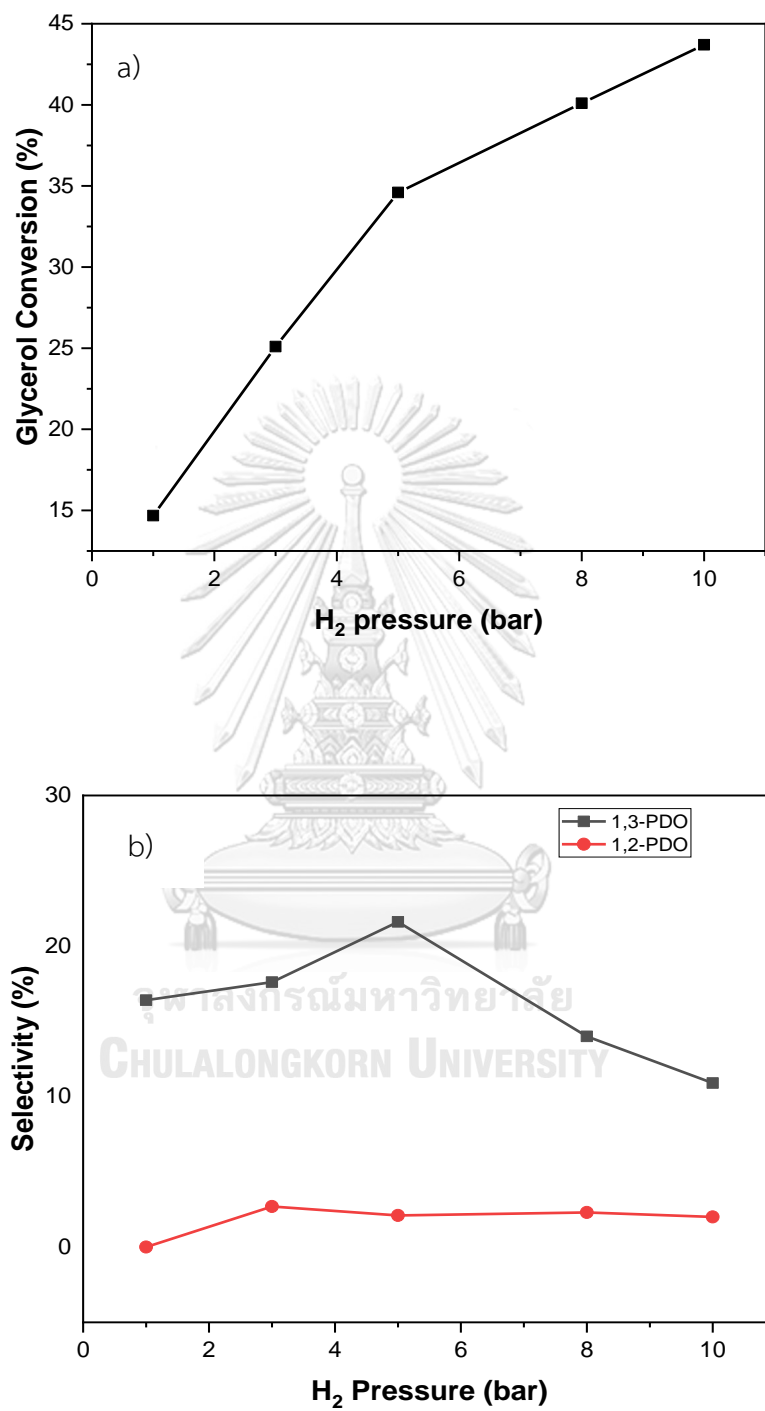 a)
45
40
35
30
25
20
15
Glycerol Conversion (%)
0 2 4 6 8 10
H₂ pressure (bar)
b)
1,3-PDO
1,2-PDO
30
20
10
0
Selectivity (%)
จุฬาลงกรณ์มหาวิทยาลัย
CHULALONGKORN UNIVERSITY
0 2 4 6 8 10
H₂ Pressure (bar)